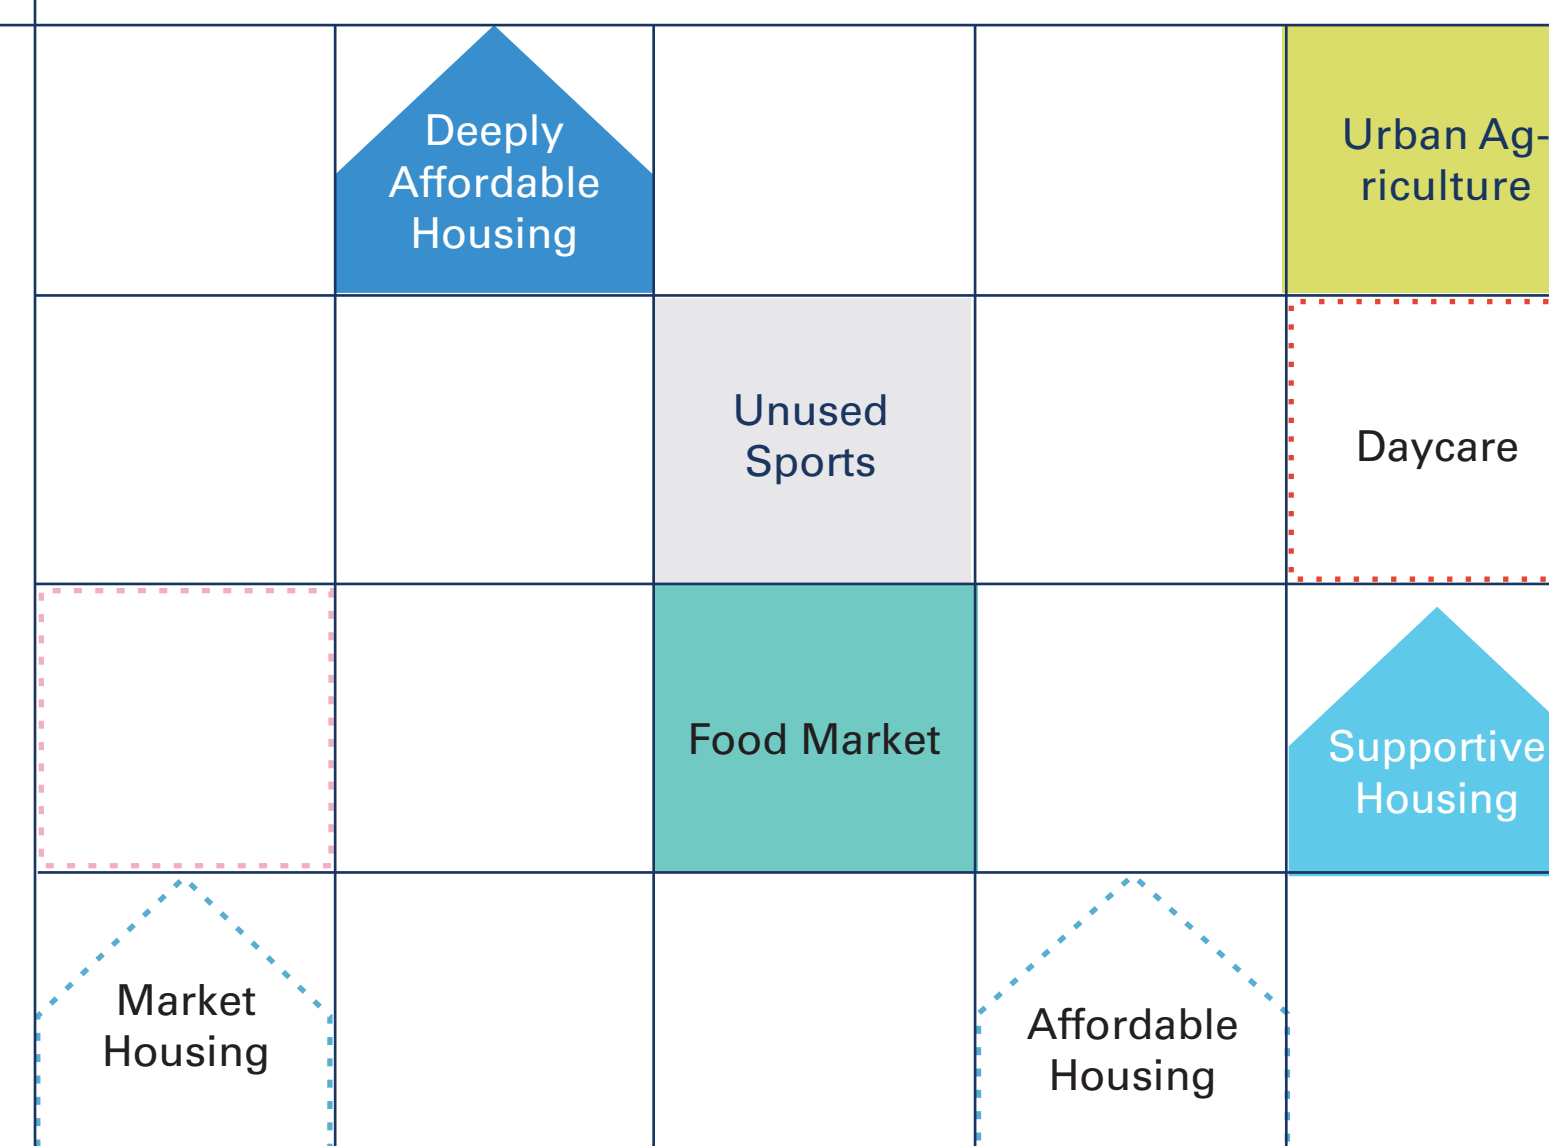 Deeply
Affordable
Housing
Urban Ag-
riculture
Unused
Sports
Daycare
Food Market
Supportive
Housing
Market
Housing
Affordable
Housing